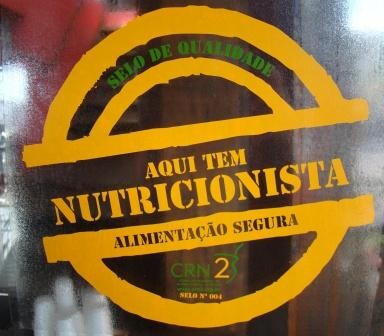 SELO DE QUALIDADE
AQUI TEM
NUTRICIONISTA
ALIMENTAÇÃO SEGURA
CRN2
SELO Nº 004